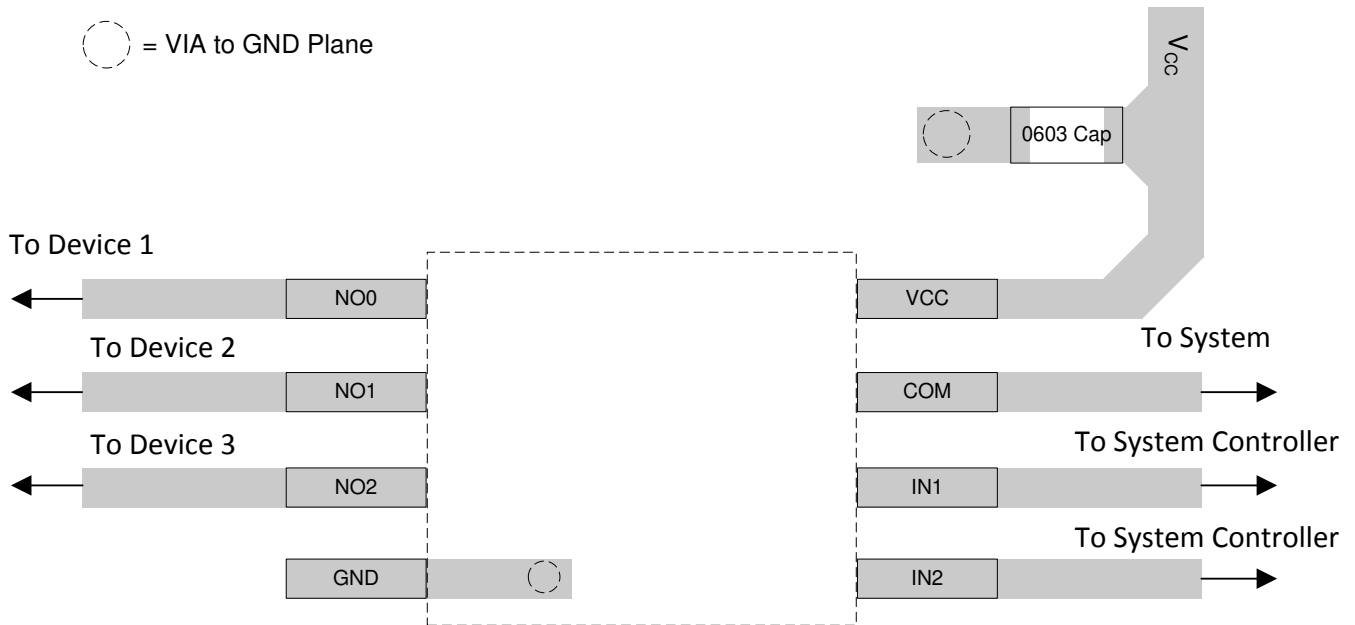 = VIA to GND Plane
VCC
0603 Cap
To Device 1
NO0
VCC
To Device 2
To System
NO1
COM
To Device 3
To System Controller
NO2
IN1
To System Controller
GND
IN2